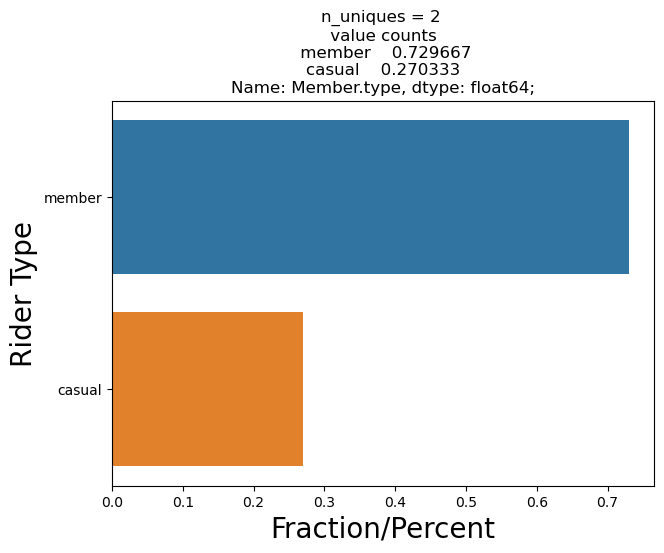 n_uniques = 2
value counts
member    0.729667
casual    0.270333
Name: Member.type, dtype: float64;
Rider Type
member
casual
0.0 0.1 0.2 0.3 0.4 0.5 0.6 0.7
Fraction/Percent